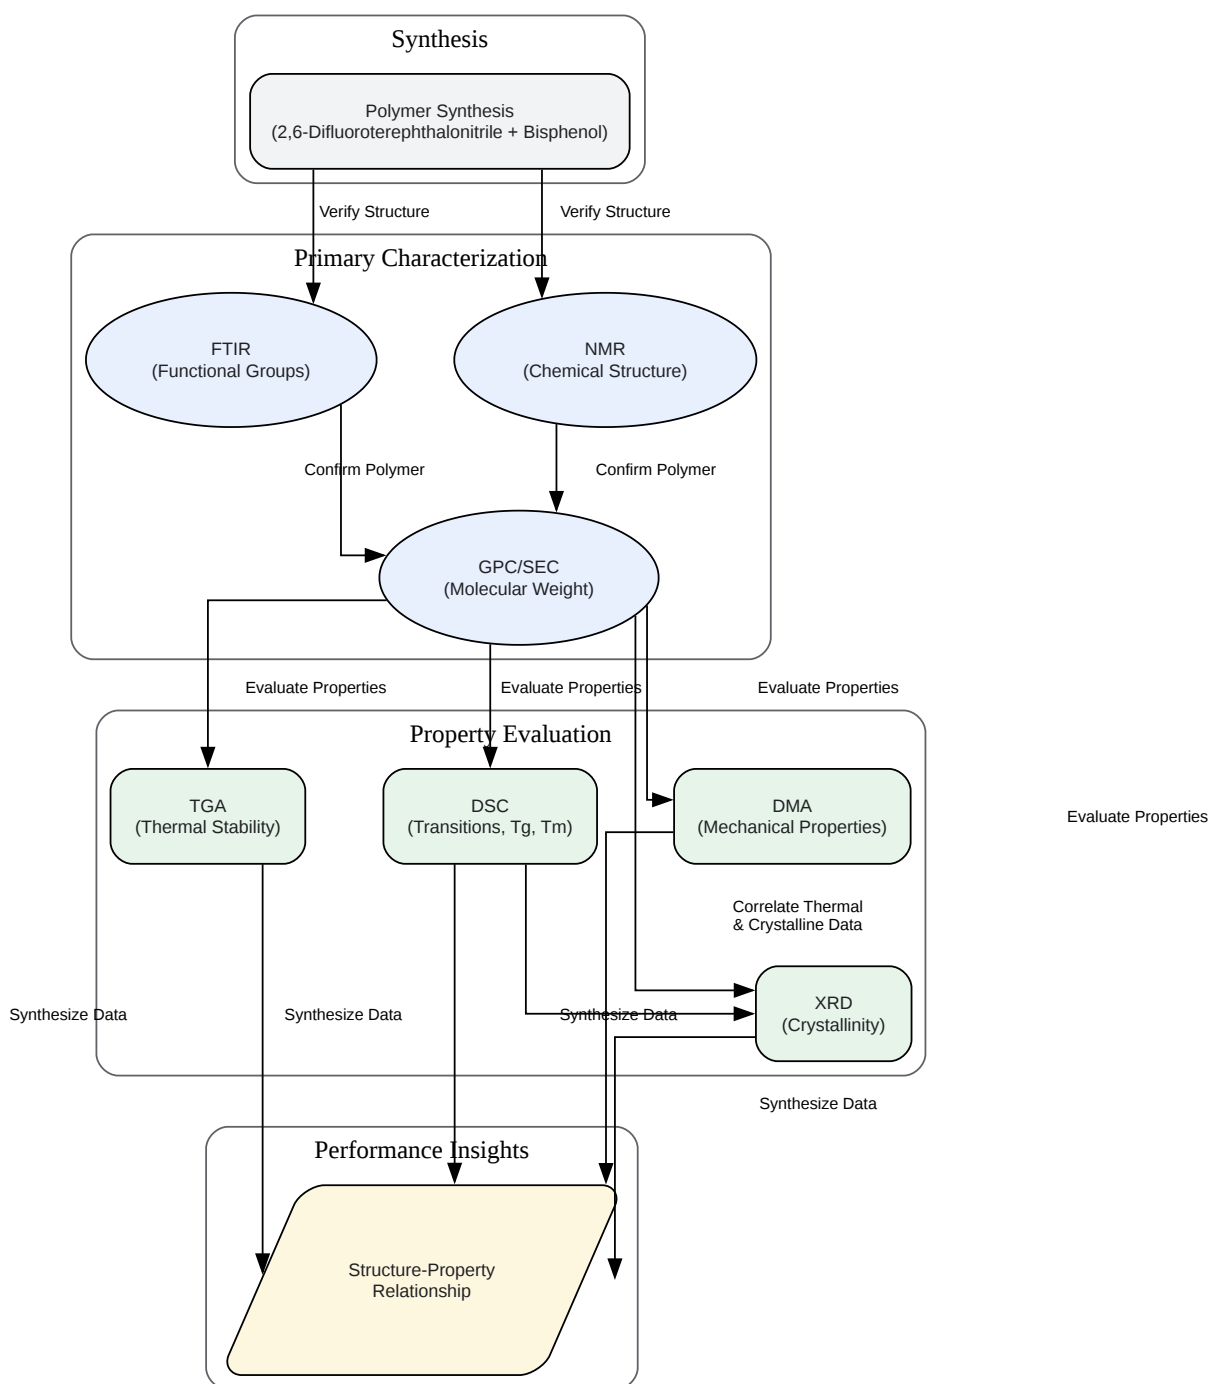 Synthesis
Polymer Synthesis
(2,6-Difluoroterephthalonitrile + Bisphenol)
Verify Structure
Verify Structure
Primary Characterization
FTIR
(Functional Groups)
NMR
(Chemical Structure)
Confirm Polymer
Confirm Polymer
GPC/SEC
(Molecular Weight)
Evaluate Properties
Evaluate Properties
Evaluate Properties
Property Evaluation
TGA
(Thermal Stability)
DSC
(Transitions, Tg, Tm)
DMA
(Mechanical Properties)
Evaluate Properties
Correlate Thermal
& Crystalline Data
XRD
(Crystallinity)
Synthesize Data
Synthesize Data
Synthesize Data
Synthesize Data
Performance Insights
Structure-Property
Relationship